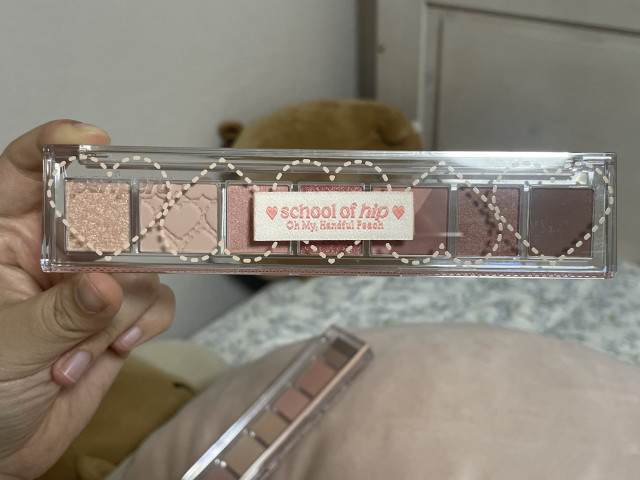 ♥ school of hip ♥
Oh My, Handful Peach